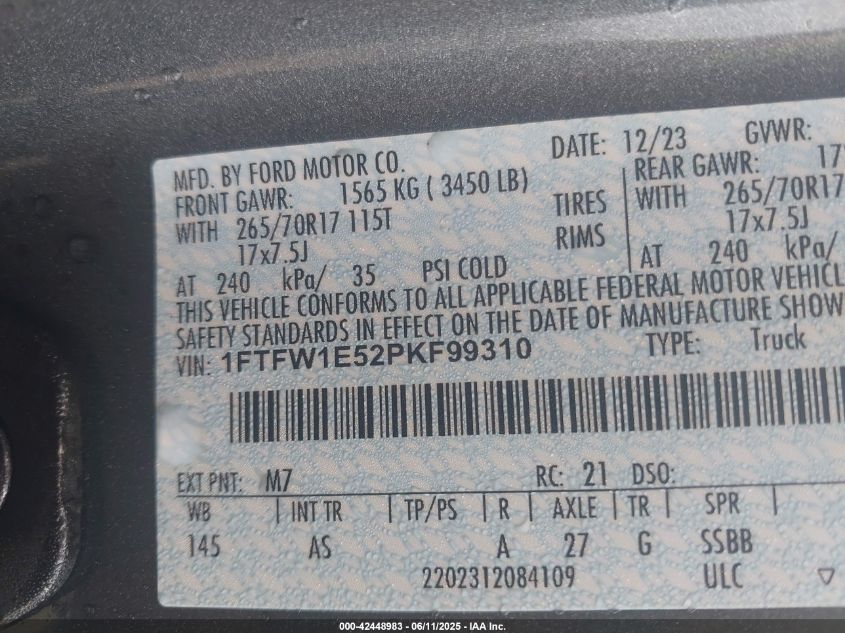 MFD. BY FORD MOTOR CO. DATE: 12/23 GVWR:
FRONT GAWR: 1565 KG ( 3450 LB) REAR GAWR: 17
WITH 265/70R17 115T TIRES WITH 265/70R17
17x7.5J RIMS 17x7.5J
AT 240 kPa/ 35 PSI COLD AT 240 kPa/
THIS VEHICLE CONFORMS TO ALL APPLICABLE FEDERAL MOTOR VEHICL
SAFETY STANDARDS IN EFFECT ON THE DATE OF MANUFACTURE SHOW
VIN: 1FTFW1E52PKF99310 TYPE: Truck
EXT PNT: M7 RC: 21 DSO:
WB | INT TR | TP/PS | R | AXLE | TR | SPR |
145 AS A 27 G SSBB
2202312084109 ULC ▽
000-42448983 - 06/11/2025 - IAA Inc.